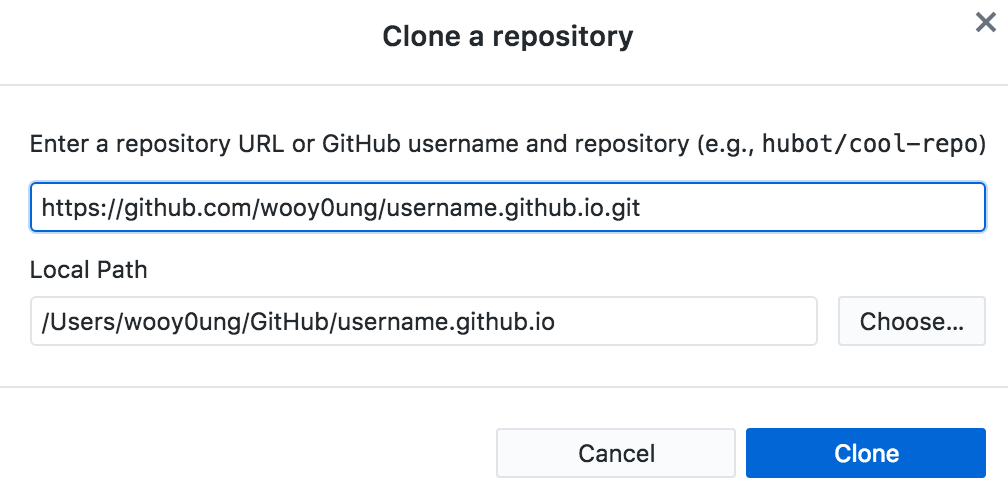 Clone a repository
Enter a repository URL or GitHub username and repository (e.g., hubot/cool-repo)
https://github.com/wooy0ung/username.github.io.git
Local Path
/Users/wooy0ung/GitHub/username.github.io
Choose...
Cancel
Clone